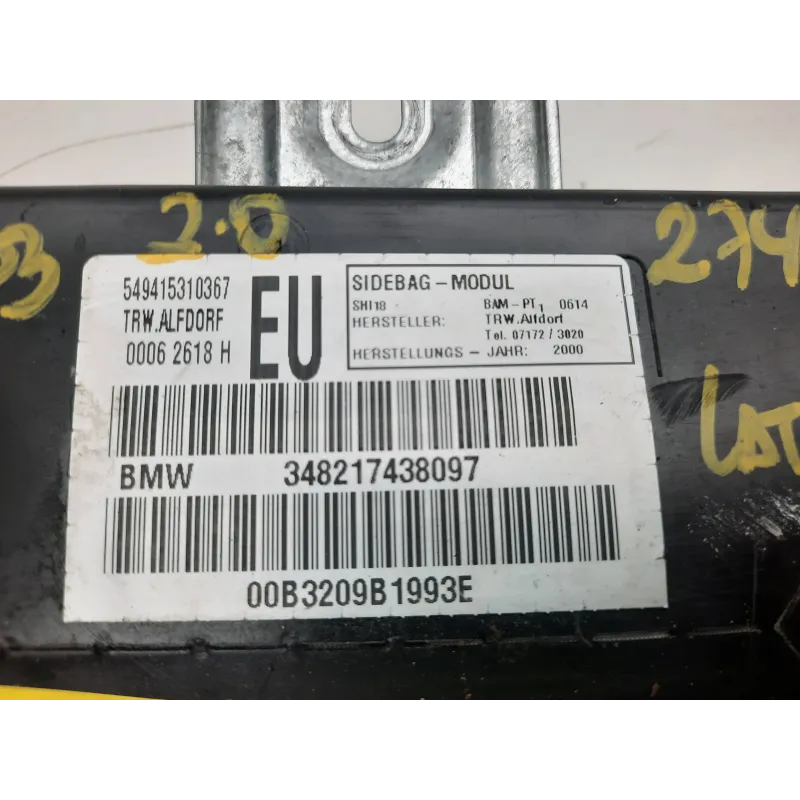 2.0
274
549415310367
TRW.ALFDORF
0006 2618 H
EU
SIDEBAG – MODUL
SHI18 BAM – PT1 0614
HERSTELLER: TRW.Alfdorf
Tel. 07172 / 3020
HERSTELLUNGS – JAHR: 2000
BMW 348217438097
00B3209B1993E